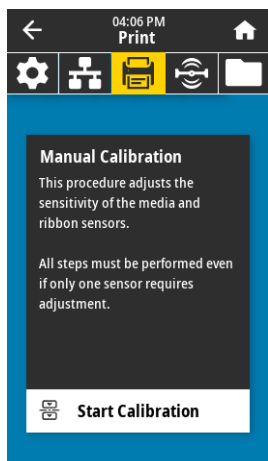 04:06 PM
Print
Manual Calibration
This procedure adjusts the
sensitivity of the media and
ribbon sensors.
All steps must be performed even
if only one sensor requires
adjustment.
Start Calibration